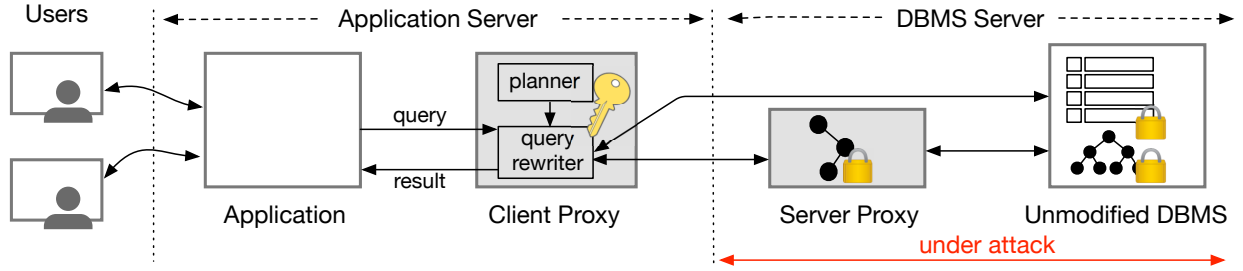 Users
Application Server
DBMS Server
planner
query
query
rewriter
result
Application
Client Proxy
Server Proxy
Unmodified DBMS
under attack